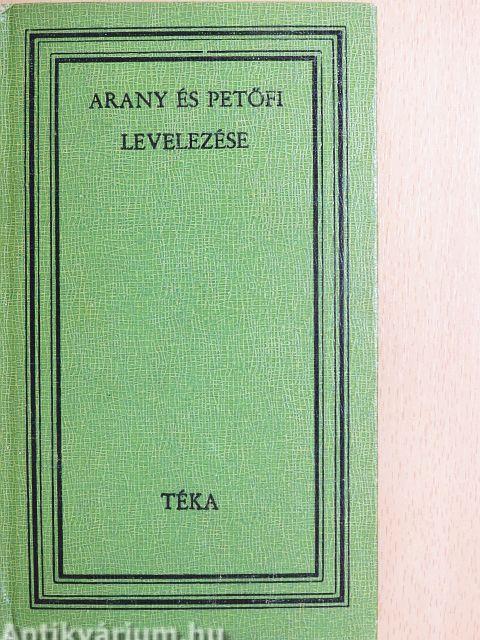 ARANY ÉS PETŐFI
LEVELEZÉSE
TÉKA
Antikvárium.hu